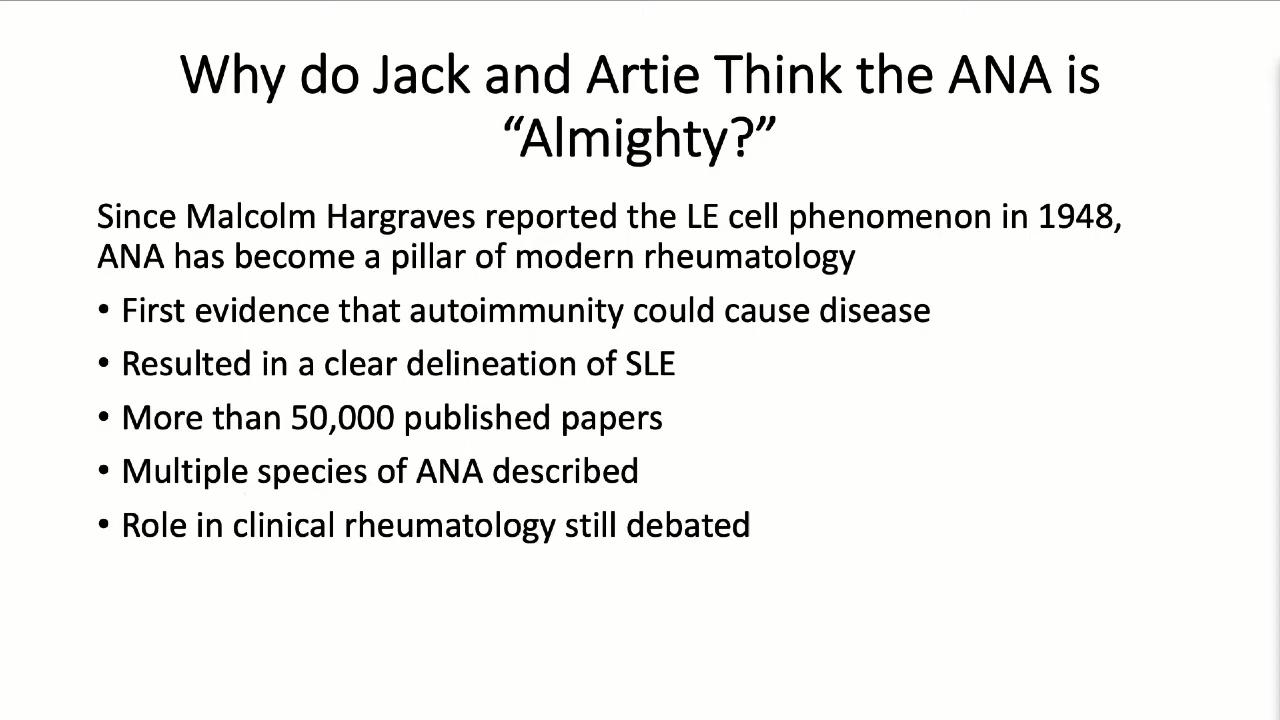 Why do Jack and Artie Think the ANA is
“Almighty?”
Since Malcolm Hargraves reported the LE cell phenomenon in 1948,
ANA has become a pillar of modern rheumatology
• First evidence that autoimmunity could cause disease
• Resulted in a clear delineation of SLE
• More than 50,000 published papers
• Multiple species of ANA described
• Role in clinical rheumatology still debated